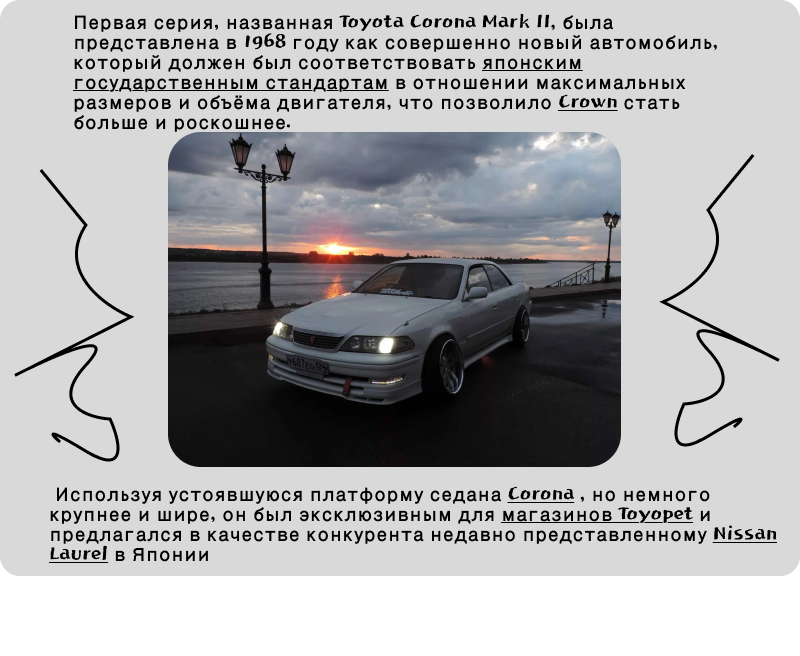 Первая серия, названная Toyota Corona Mark II, была
представлена в 1968 году как совершенно новый автомобиль,
который должен был соответствовать японским
государственным стандартам в отношении максимальных
размеров и объёма двигателя, что позволило Crown стать
больше и роскошнее.
Используя устоявшуюся платформу седана Corona , но немного
крупнее и шире, он был эксклюзивным для магазинов Toyopet и
предлагался в качестве конкурента недавно представленному Nissan
Laurel в Японии